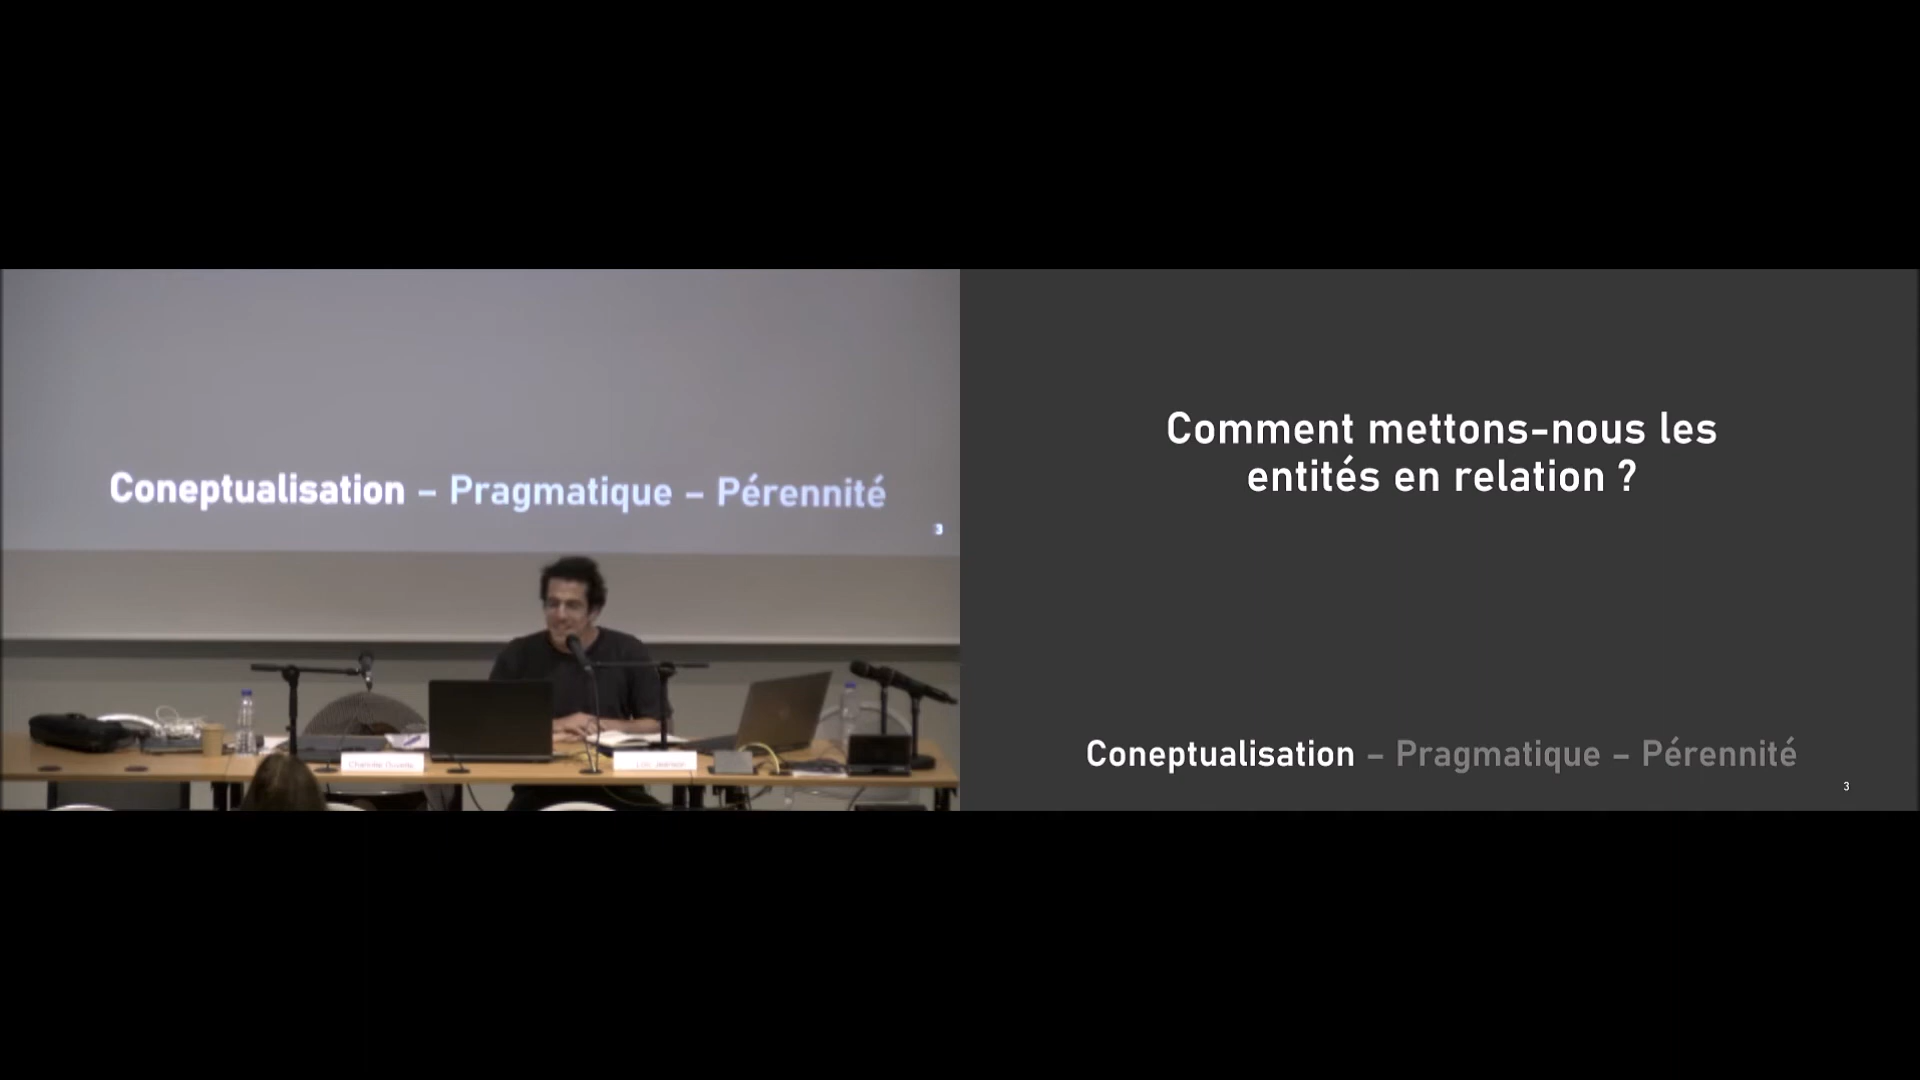 Coneptualisation – Pragmatique – Pérennité
3
Comment mettons-nous les
entités en relation ?
Coneptualisation – Pragmatique – Pérennité
3